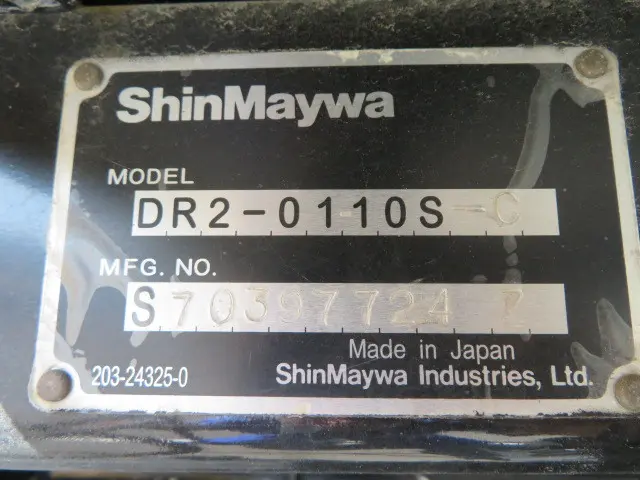 ShinMaywa
MODEL
DR2-0110S-C
MFG. NO.
S70397724 Z
Made in Japan
203-24325-0
ShinMaywa Industries, Ltd.